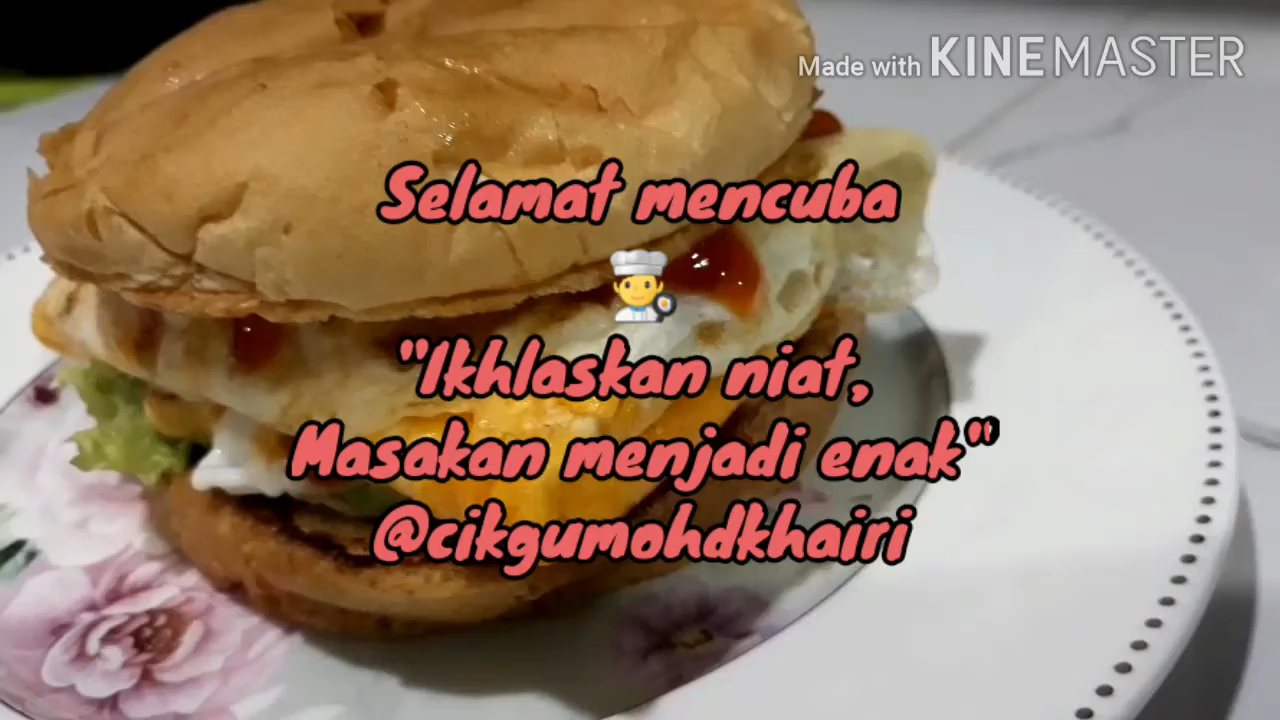 Made with KINEMASTER
Selamat mencuba
"Ikhlaskan niat,
Masakan menjadi enak"
@cikgumohdkhairi